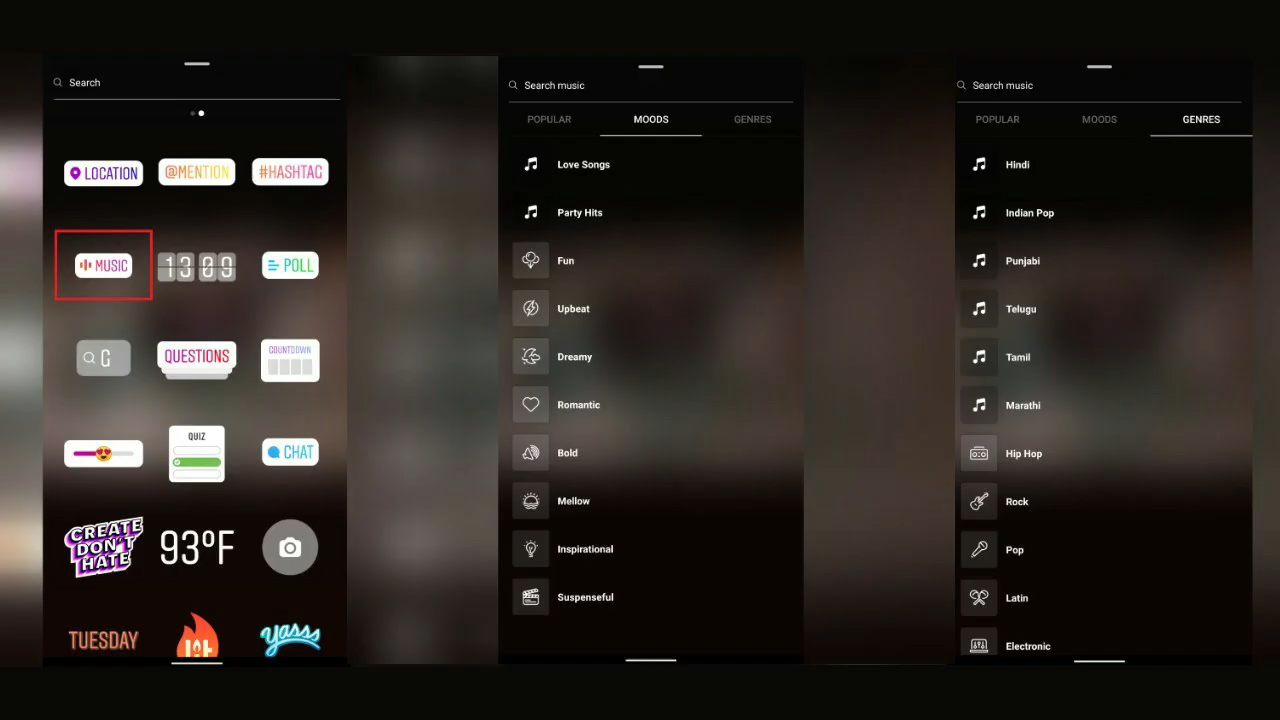 Search
LOCATION @MENTION #HASHTAG
MUSIC 13 09 POLL
G QUESTIONS COUNTDOWN
QUIZ CHAT
CREATE
DON'T
HATE
93°F
TUESDAY yasss
Search music
POPULAR MOODS GENRES
Love Songs
Party Hits
Fun
Upbeat
Dreamy
Romantic
Bold
Mellow
Inspirational
Suspenseful
Search music
POPULAR MOODS GENRES
Hindi
Indian Pop
Punjabi
Telugu
Tamil
Marathi
Hip Hop
Rock
Pop
Latin
Electronic